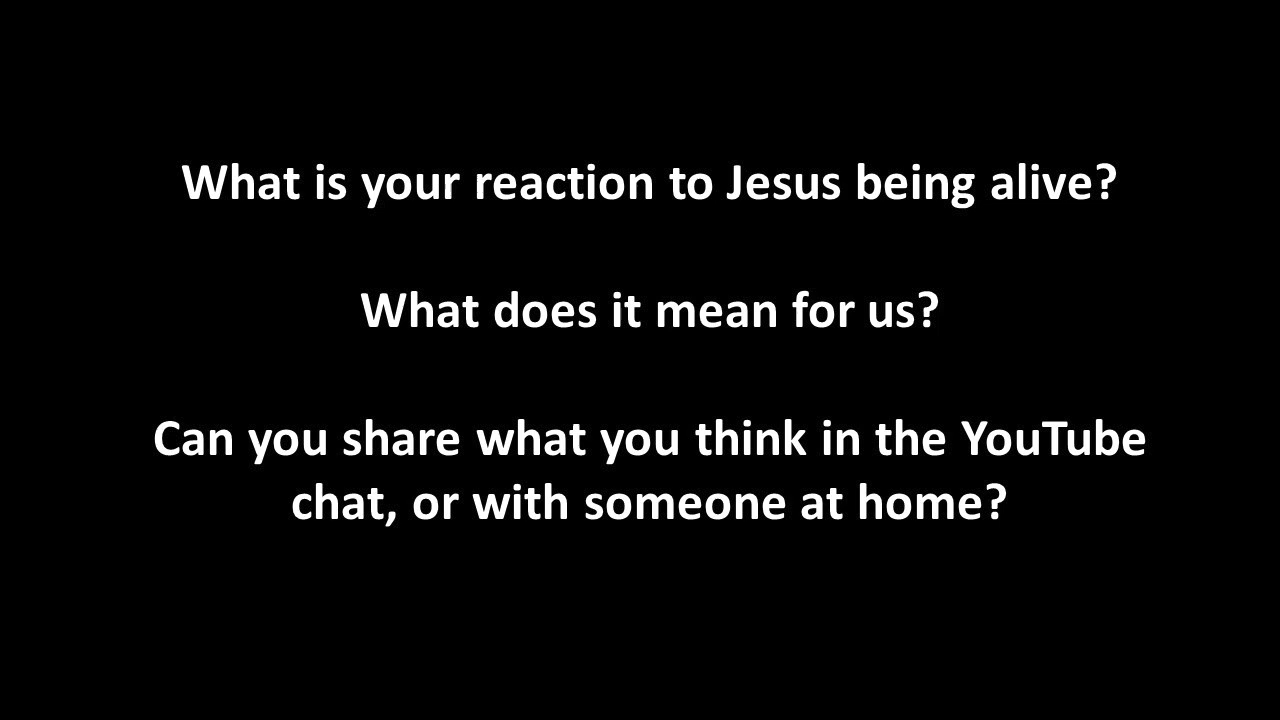 What is your reaction to Jesus being alive?
What does it mean for us?
Can you share what you think in the YouTube
chat, or with someone at home?